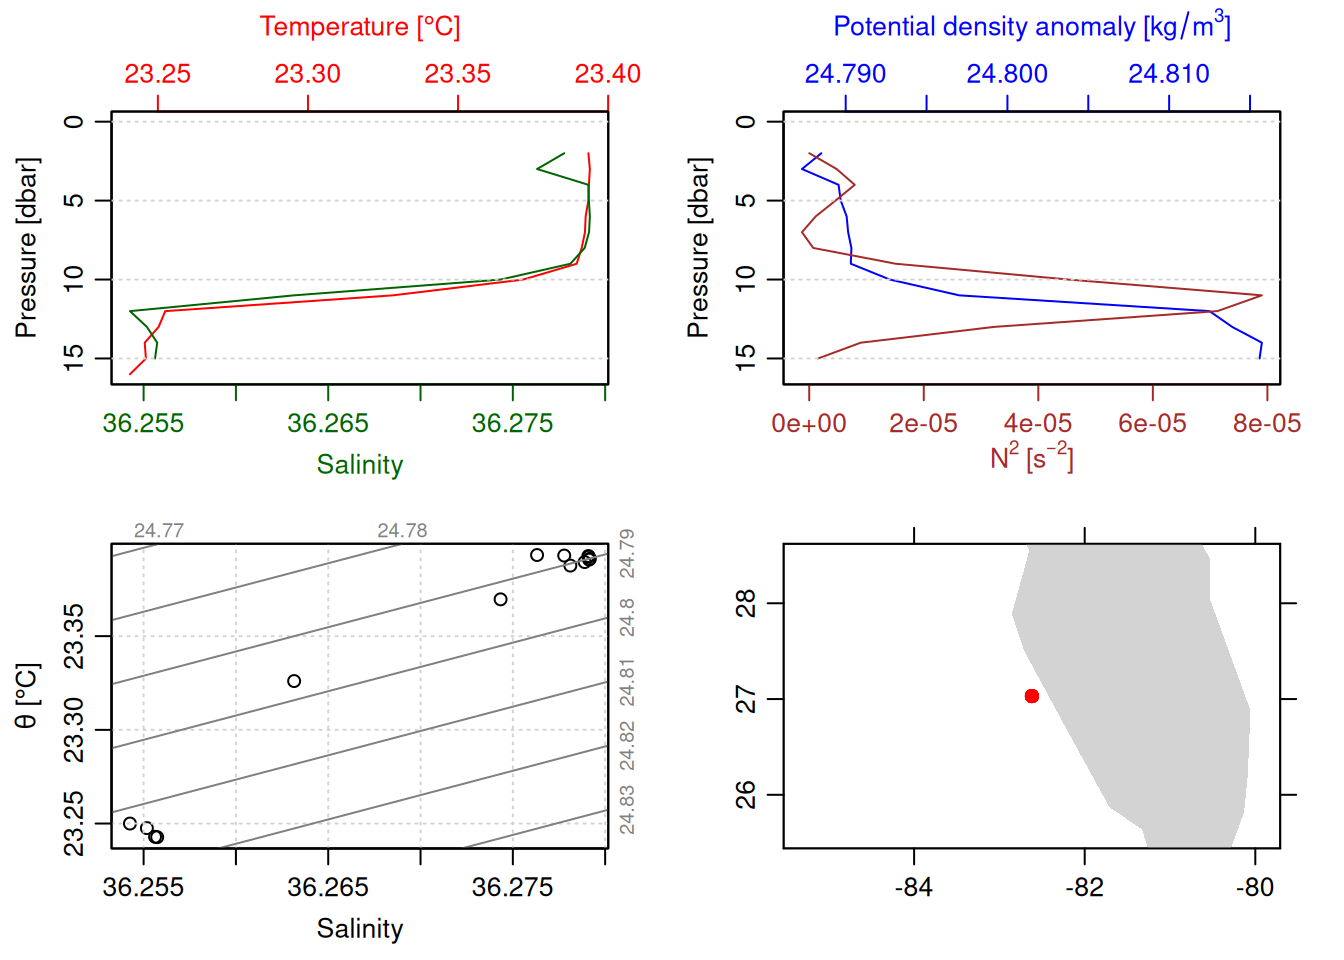 Temperature [°C]
23.25 23.30 23.35 23.40
0
5
10
15
Pressure [dbar]
36.255 36.265 36.275
Salinity
Potential density anomaly [kg/m³]
24.790 24.800 24.810
0
5
10
15
Pressure [dbar]
0e+00 2e-05 4e-05 6e-05 8e-05
N² [s⁻²]
24.77 24.78
24.79
24.8
24.81
24.82
24.83
23.35
23.30
23.25
θ [°C]
36.255 36.265 36.275
Salinity
28
27
26
-84 -82 -80